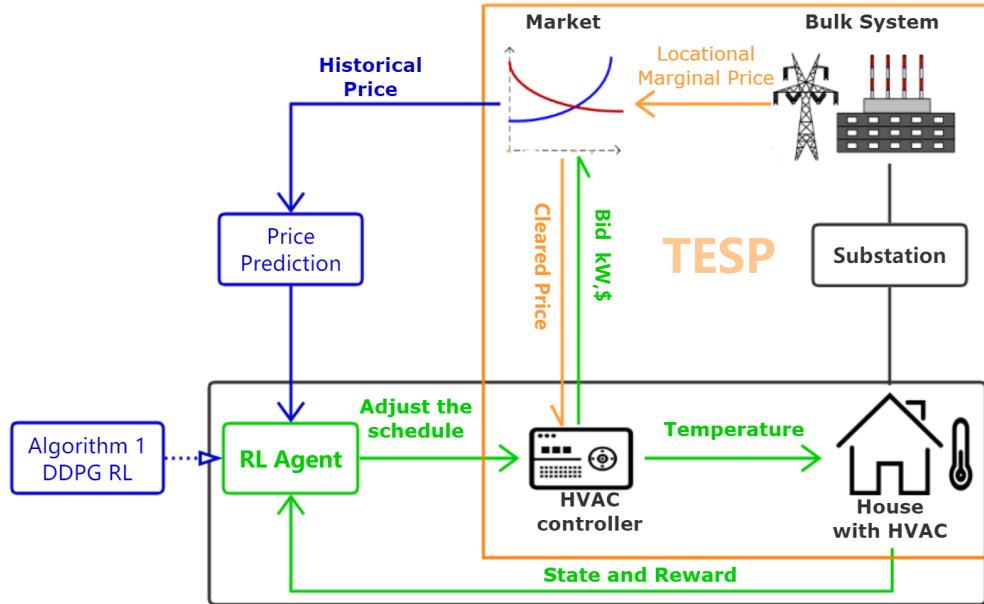 Market
Bulk System
Historical
Price
Locational
Marginal Price
Price
Prediction
Cleared Price
Bid kW,$
TESP
Substation
Algorithm 1
DDPG RL
RL Agent
Adjust the
schedule
HVAC
controller
Temperature
House
with HVAC
State and Reward